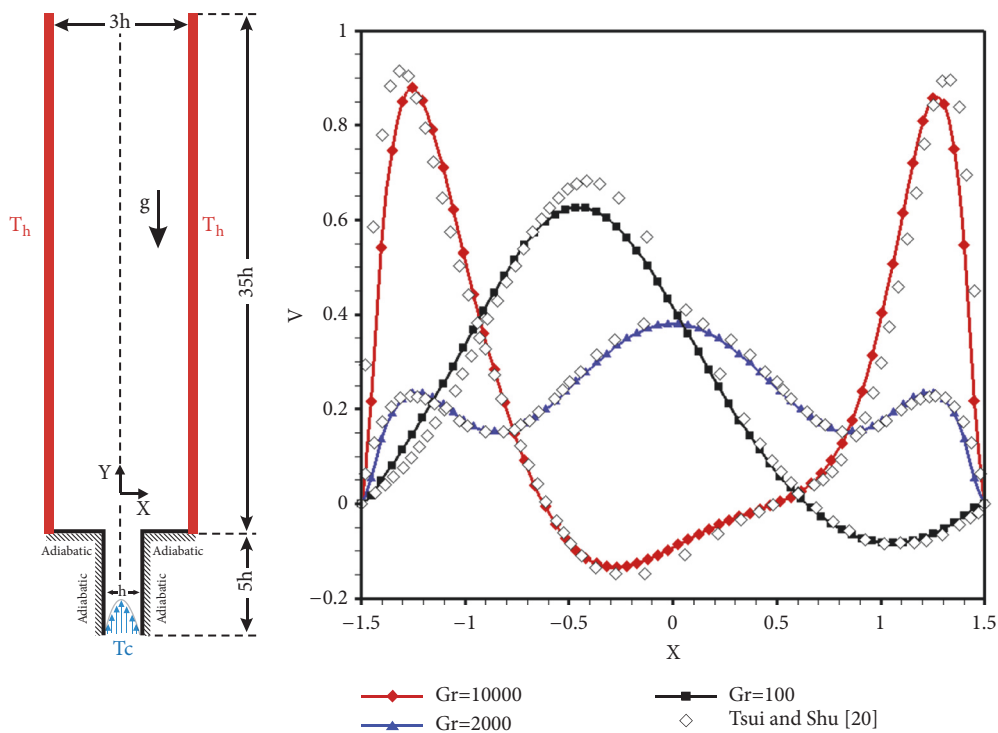 3h
T_h
T_h
g
35h
Y
X
Adiabatic
Adiabatic
Adiabatic
Adiabatic
h
5h
Tc
1
0.8
0.6
0.4
0.2
0
−0.2
V
−1.5
−1
−0.5
0
0.5
1
1.5
X
Gr=10000
Gr=2000
Gr=100
Tsui and Shu [20]